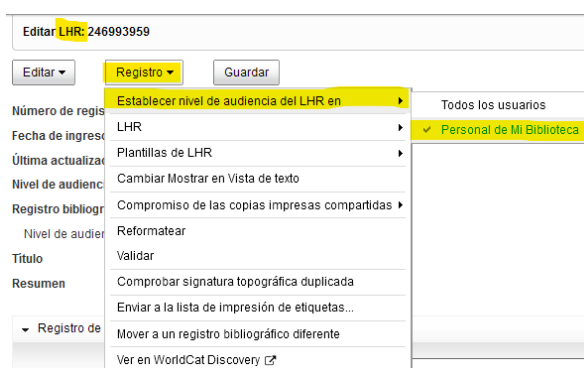 Editar LHR: 246993959
Editar Registro Guardar
Número de regis
Fecha de ingreso
Última actualizac
Nivel de audienc
Registro bibliogr
Nivel de audier
Título
Resumen
Registro de
Establecer nivel de audiencia del LHR en
LHR
Plantillas de LHR
Cambiar Mostrar en Vista de texto
Compromiso de las copias impresas compartidas
Reformatear
Validar
Comprobar signatura topográfica duplicada
Enviar a la lista de impresión de etiquetas...
Mover a un registro bibliográfico diferente
Ver en WorldCat Discovery
Todos los usuarios
Personal de Mi Biblioteca